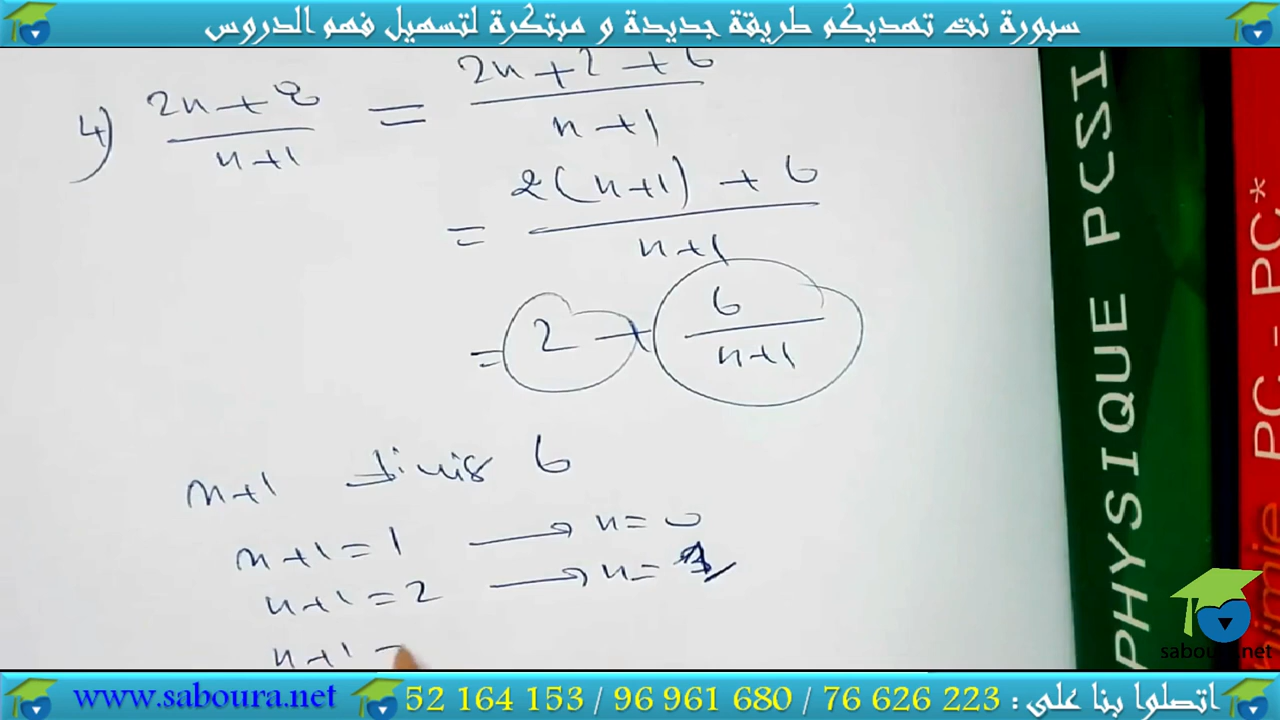 سبورة نت تهديكم طريقة جديدة و مبتكرة لتسهيل فهم الدروس
4) (2n+8)/(n+1) = (2n+2+6)/(n+1)
= (2(n+1)+6)/(n+1)
= 2 + 6/(n+1)
n+1 divis 6
n+1=1 → n=0
n+1=2 → n=1
n+1 =
PHYSIQUE PCSI
PC - PC*
saboura.net
www.saboura.net 52 164 153 / 96 961 680 / 76 626 223 : اتصلوا بنا على